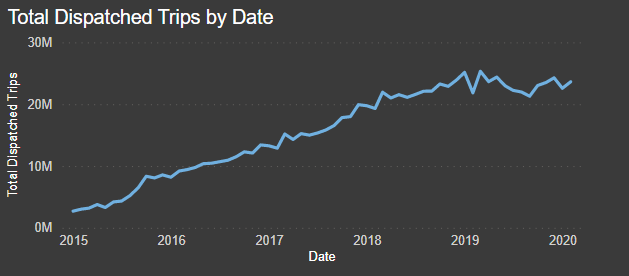 Total Dispatched Trips by Date
30M
20M
10M
0M
Total Dispatched Trips
2015 2016 2017 2018 2019 2020
Date